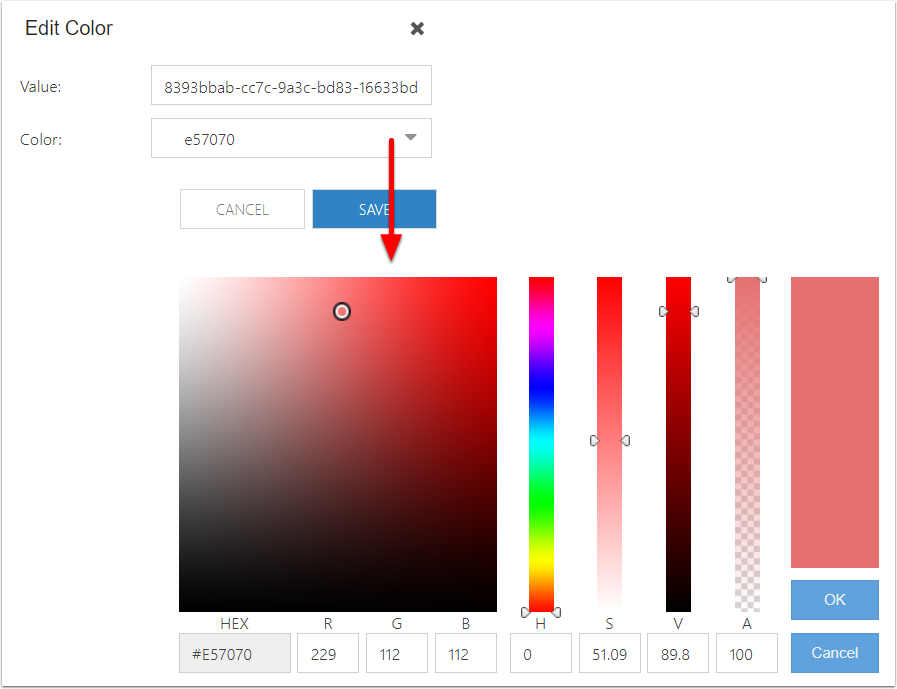 Edit Color
Value:
8393bbab-cc7c-9a3c-bd83-16633bd
Color:
e57070
CANCEL
SAVE
HEX
R
G
B
H
S
V
A
OK
#E57070
229
112
112
0
51.09
89.8
100
Cancel